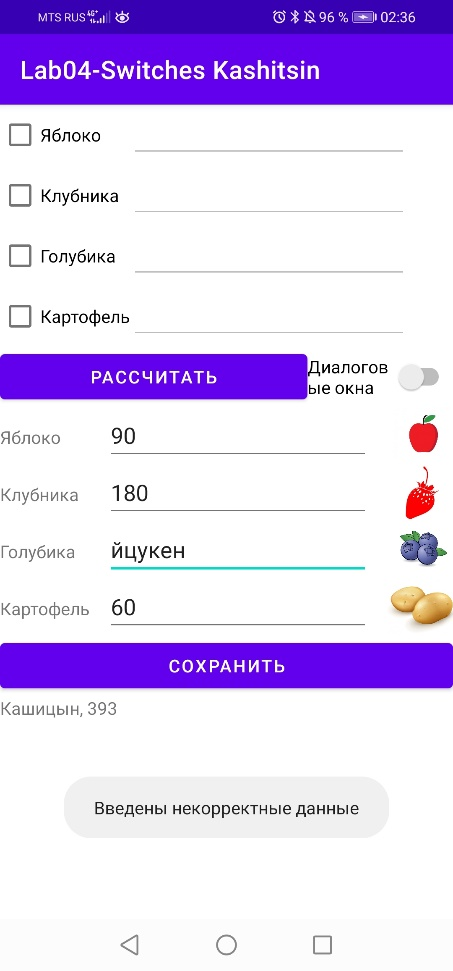 MTS RUS 4G+ 96 % 02:36
Lab04-Switches Kashitsin
Яблоко
Клубника
Голубика
Картофель
РАССЧИТАТЬ
Диалогов
ые окна
Яблоко 90
Клубника 180
Голубика йцукен
Картофель 60
СОХРАНИТЬ
Кашицын, 393
Введены некорректные данные